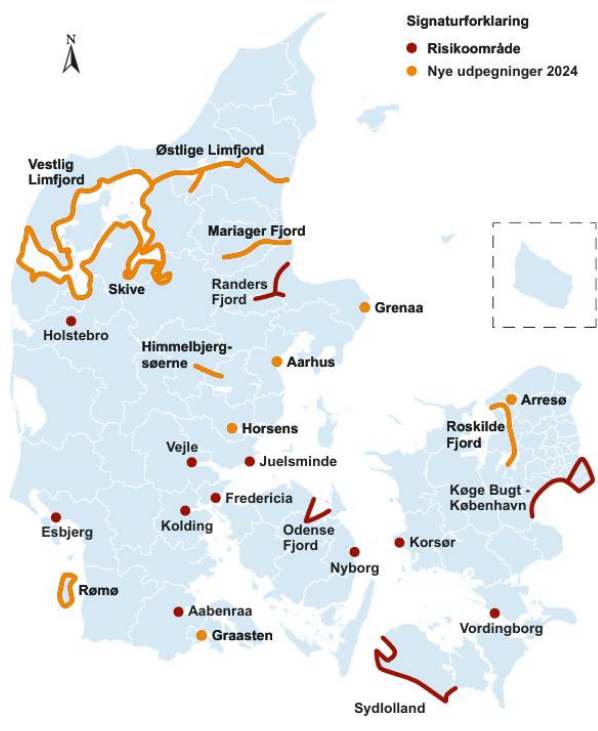 Signaturforklaring
N
Risikoområde
Nye udpegninger 2024
Østlige Limfjord
Vestlig
Limfjord
Mariager Fjord
Skive
Randers
Fjord
Grenaa
Holstebro
Himmelbjerg-
søerne
Aarhus
Arresø
Horsens
Roskilde
Fjord
Vejle
Juelsminde
Køge Bugt -
København
Fredericia
Kolding
Esbjerg
Odense
Fjord
Korsør
Nyborg
Rømø
Aabenraa
Vordingborg
Graasten
Sydlolland